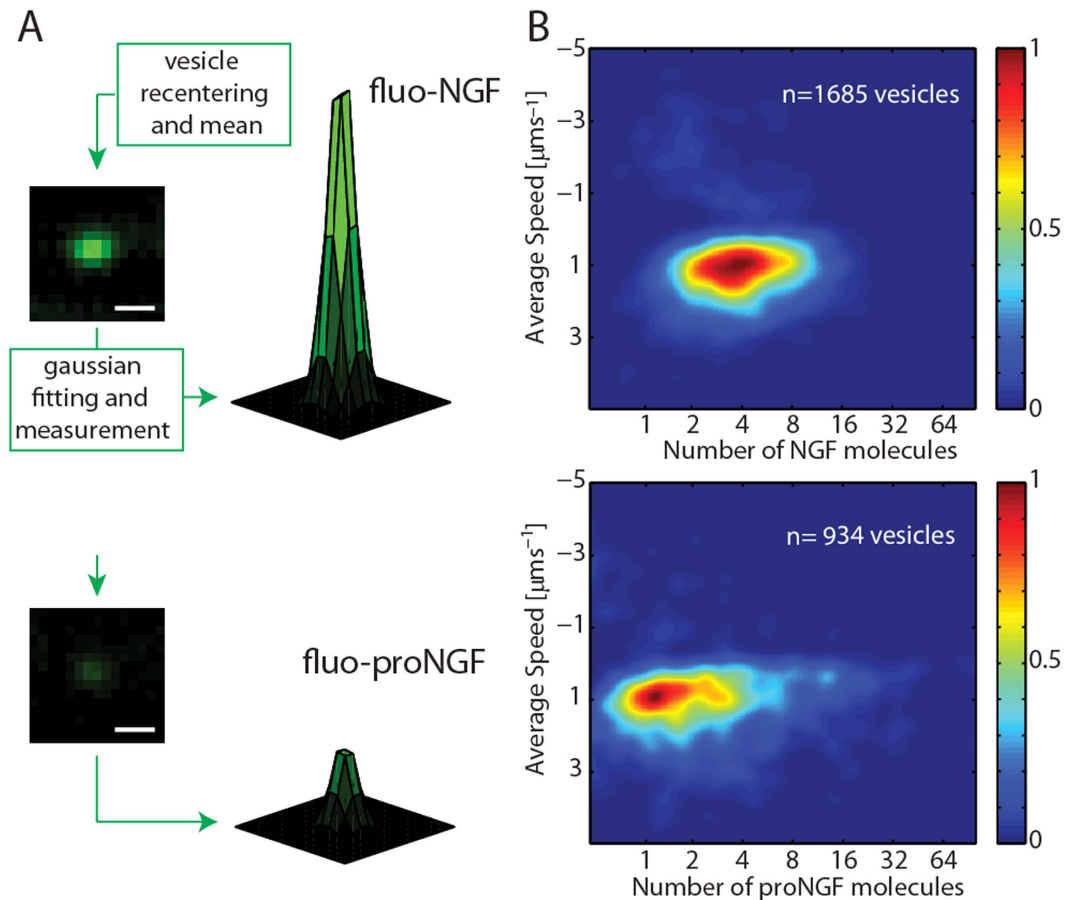 A
vesicle
recentering
and mean
fluo-NGF
gaussian
fitting and
measurement
fluo-proNGF
B
−5
−3
−1
1
3
Average Speed [μms⁻¹]
n=1685 vesicles
1 2 4 8 16 32 64
Number of NGF molecules
1
0.5
0
−5
−3
−1
1
3
Average Speed [μms⁻¹]
n= 934 vesicles
1 2 4 8 16 32 64
Number of proNGF molecules
1
0.5
0